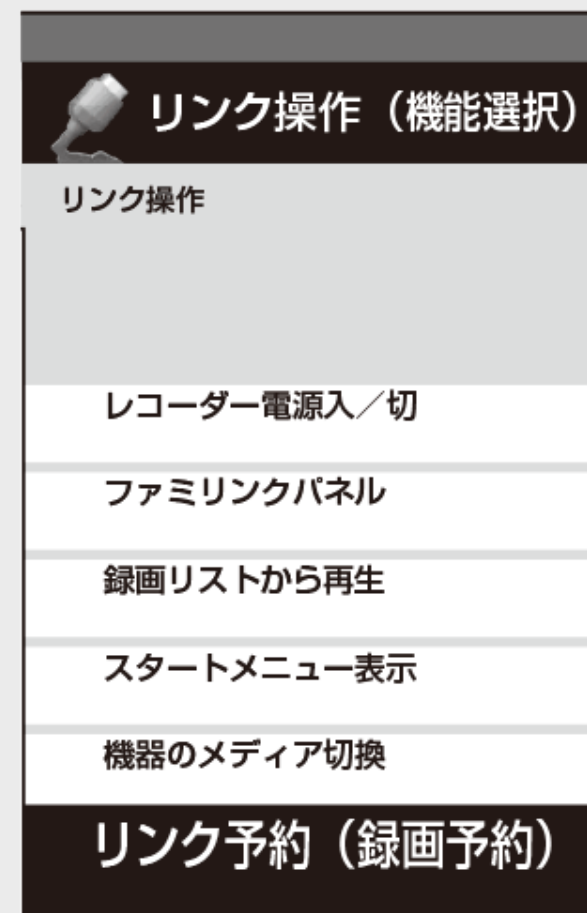 リンク操作（機能選択）
リンク操作
レコーダー電源入／切
ファミリンクパネル
録画リストから再生
スタートメニュー表示
機器のメディア切換
リンク予約（録画予約）